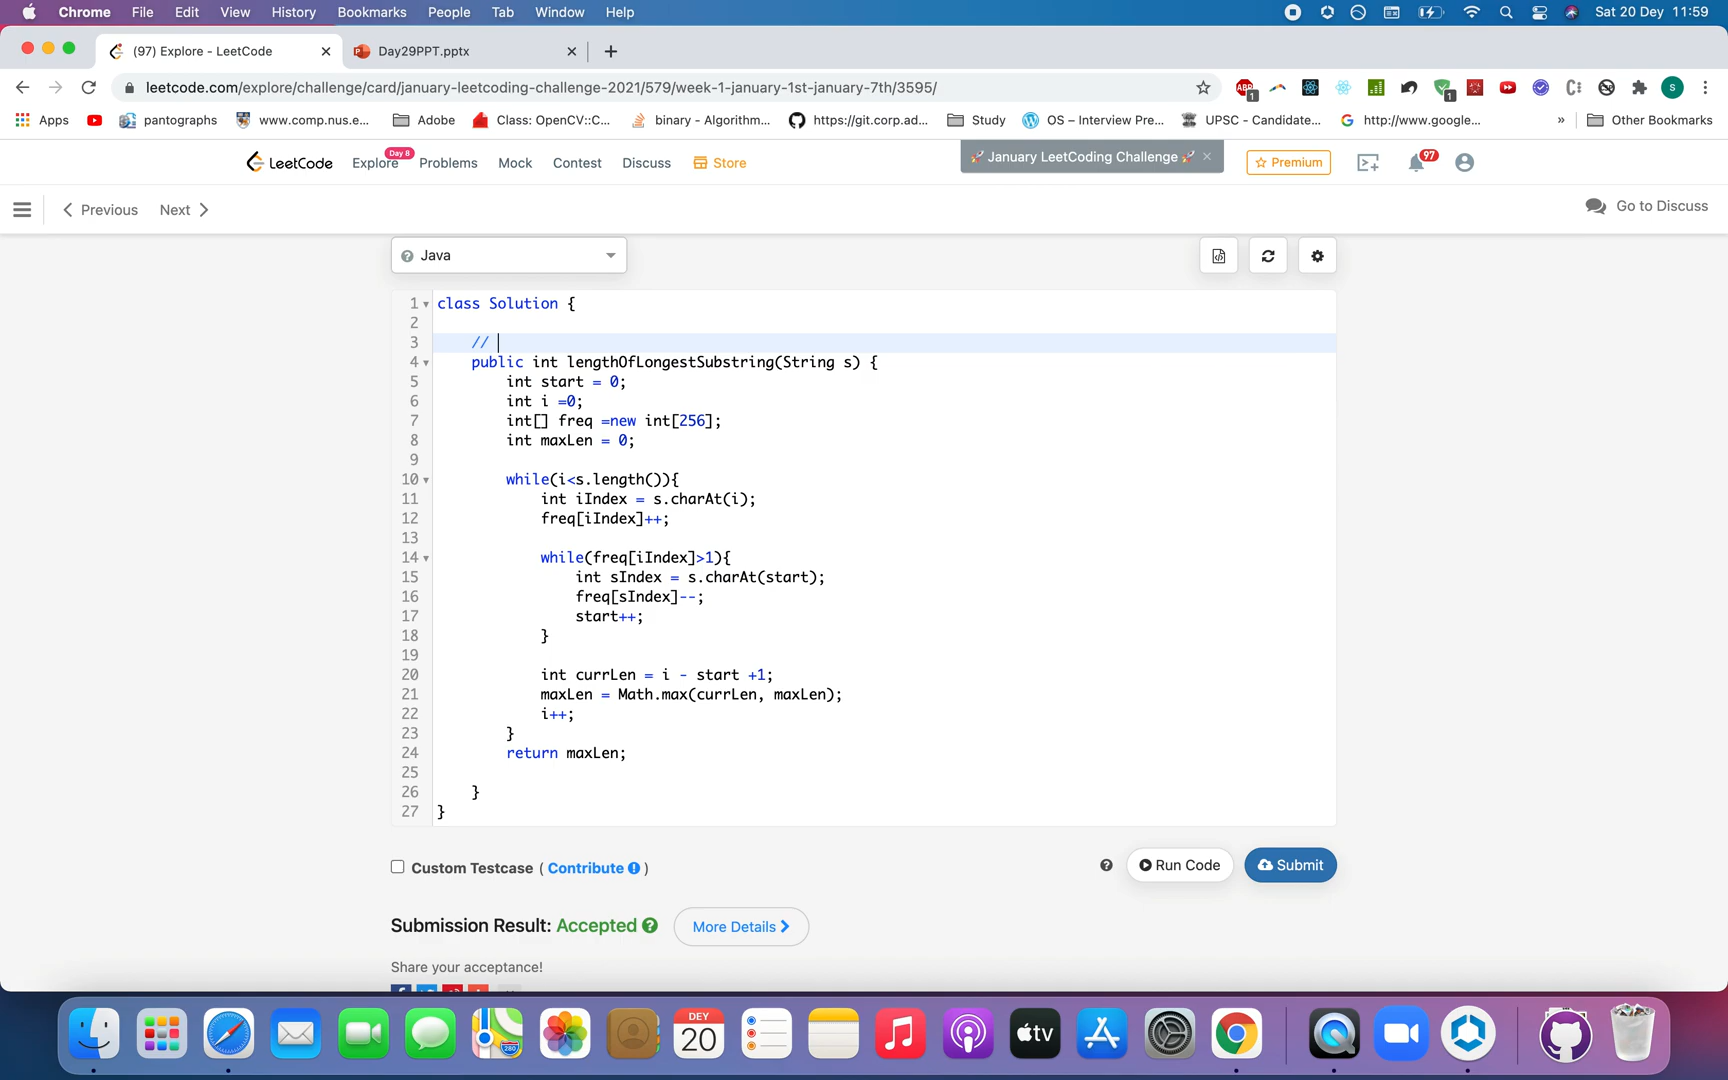 Chrome File Edit View History Bookmarks People Tab Window Help Sat 20 Dey 11:59
(97) Explore - LeetCode Day29PPT.pptx
leetcode.com/explore/challenge/card/january-leetcoding-challenge-2021/579/week-1-january-1st-january-7th/3595/
Apps pantographs www.comp.nus.e... Adobe Class: OpenCV::C... binary - Algorithm... https://git.corp.ad... Study OS – Interview Pre... UPSC - Candidate... http://www.google... » Other Bookmarks
LeetCode Explore Day 8 Problems Mock Contest Discuss Store January LeetCoding Challenge Premium 97
Previous Next Go to Discuss
Java
1 class Solution {
2
3 //
4 public int lengthOfLongestSubstring(String s) {
5 int start = 0;
6 int i =0;
7 int[] freq =new int[256];
8 int maxLen = 0;
9
10 while(i<s.length()){
11 int iIndex = s.charAt(i);
12 freq[iIndex]++;
13
14 while(freq[iIndex]>1){
15 int sIndex = s.charAt(start);
16 freq[sIndex]--;
17 start++;
18 }
19
20 int currLen = i - start +1;
21 maxLen = Math.max(currLen, maxLen);
22 i++;
23 }
24 return maxLen;
25
26 }
27 }
Custom Testcase ( Contribute ) Run Code Submit
Submission Result: Accepted More Details
Share your acceptance!
DEY
20
280
tv